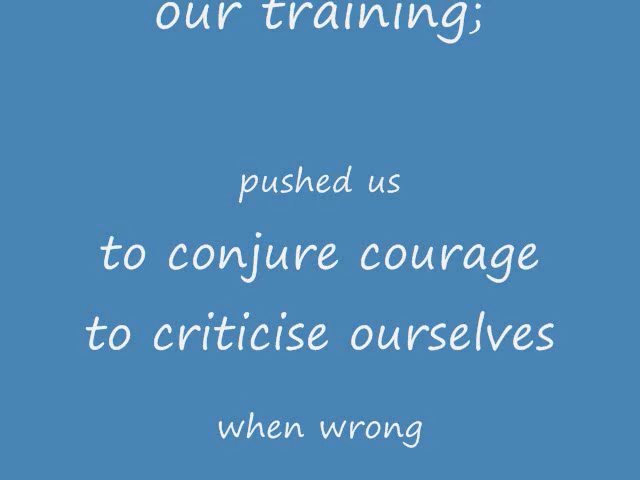 our training;
pushed us
to conjure courage
to criticise ourselves
when wrong